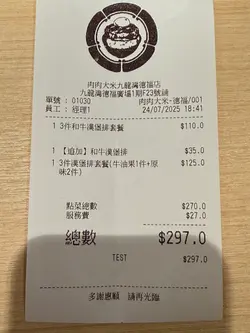 肉肉大米九龍灣德福店
九龍灣德福廣場1期F23號舖
單號 : 01030 肉肉大米-德福/001
員工 : 經理1 24/07/2025 18:41
1 3件和牛漢堡排套餐 $110.0
1 【追加】和牛漢堡排 $35.0
1 3件漢堡排套餐(牛油果1件+原味2件) $125.0
點菜總數 $270.0
服務費 $27.0
總數 $297.0
TEST $297.0
多謝惠顧 請再光臨